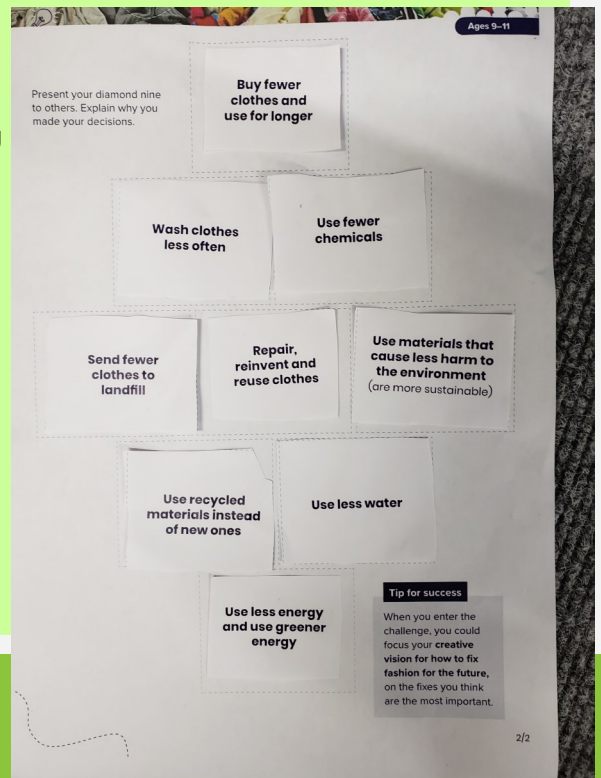 Ages 9–11
Present your diamond nine
to others. Explain why you
made your decisions.
Buy fewer
clothes and
use for longer
Wash clothes
less often
Use fewer
chemicals
Send fewer
clothes to
landfill
Repair,
reinvent and
reuse clothes
Use materials that
cause less harm to
the environment
(are more sustainable)
Use recycled
materials instead
of new ones
Use less water
Use less energy
and use greener
energy
Tip for success
When you enter the
challenge, you could
focus your creative
vision for how to fix
fashion for the future,
on the fixes you think
are the most important.
2/2